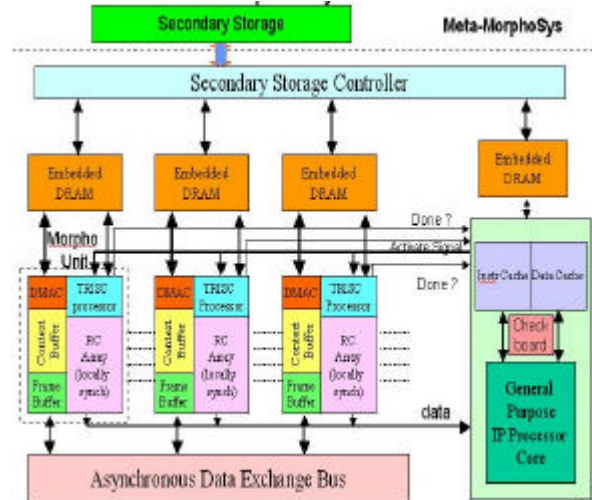 Secondary Storage
Meta-MorphoSys
Secondary Storage Controller
Embedded
DRAM
Embedded
DRAM
Embedded
DRAM
Embedded
DRAM
Done ?
Activate Signal
Done ?
Morpho
Unit
DMAC
TRISC
processor
Context
Buffer
RC
Array
(locally
synch)
Frame
Buffer
DMAC
TRISC
Processor
Context
Buffer
RC
Array
(locally
synch)
Frame
Buffer
DMAC
TRISC
Processor
Context
Buffer
RC
Array
(locally
synch)
Frame
Buffer
Instr Cache
Data Cache
Check
board
General
Purpose
IP Processor
Core
data
Asynchronous Data Exchange Bus